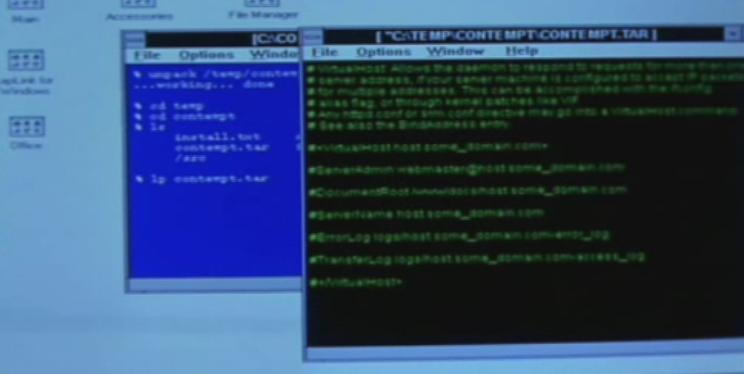 Main
Accessories
File Manager
LapLink for
Windows
Office
[C:\CO
File Options Window
% unpack /temp/contem
...working... done
% cd temp
% cd contempt
% ls
install.txt
contempt.tar
/src
% lp contempt.tar
[ "C:\TEMP\CONTEMPT\CONTEMPT.TAR ]
File Options Window Help
# VirtualHost: Allows the daemon to respond to requests for more than one
# server address, if your server machine is configured to accept IP packets
# for multiple addresses. This can be accomplished with the ifconfig
# alias flag, or through kernel patches like VIF.
# Any httpd.conf or srm.conf directive may go into a VirtualHost command.
# See also the BindAddress entry.
#<VirtualHost host.some_domain.com>
#ServerAdmin webmaster@host.some_domain.com
#DocumentRoot /www/docs/host.some_domain.com
#ServerName host.some_domain.com
#ErrorLog logs/host.some_domain.com-error_log
#TransferLog logs/host.some_domain.com-access_log
#</VirtualHost>